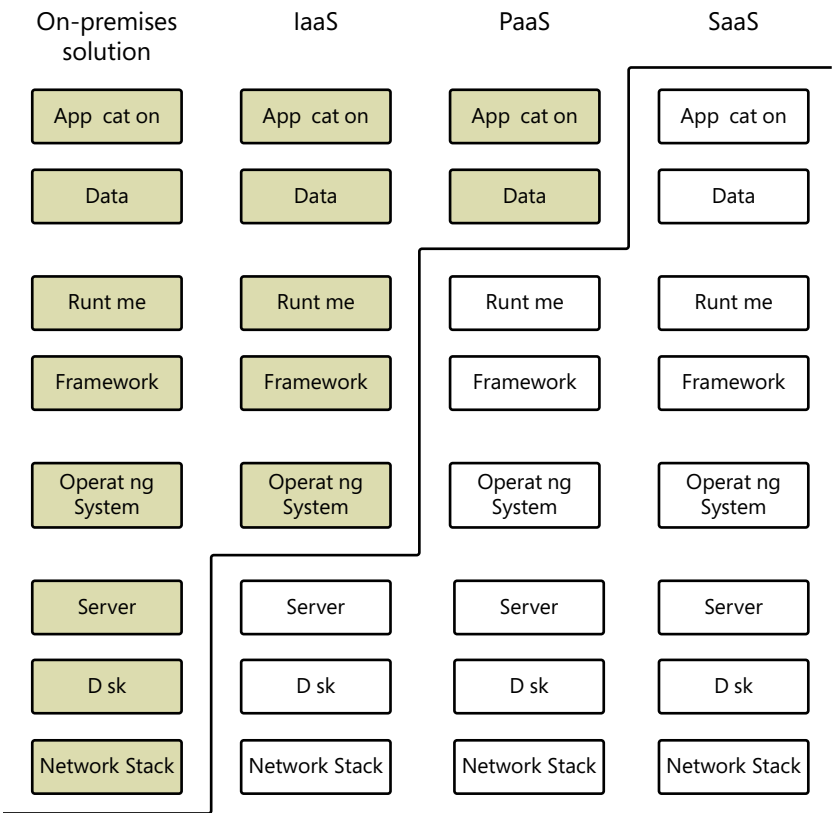 On-premises
solution
IaaS
PaaS
SaaS
App cat on
App cat on
App cat on
App cat on
Data
Data
Data
Data
Runt me
Runt me
Runt me
Runt me
Framework
Framework
Framework
Framework
Operat ng
System
Operat ng
System
Operat ng
System
Operat ng
System
Server
Server
Server
Server
D sk
D sk
D sk
D sk
Network Stack
Network Stack
Network Stack
Network Stack